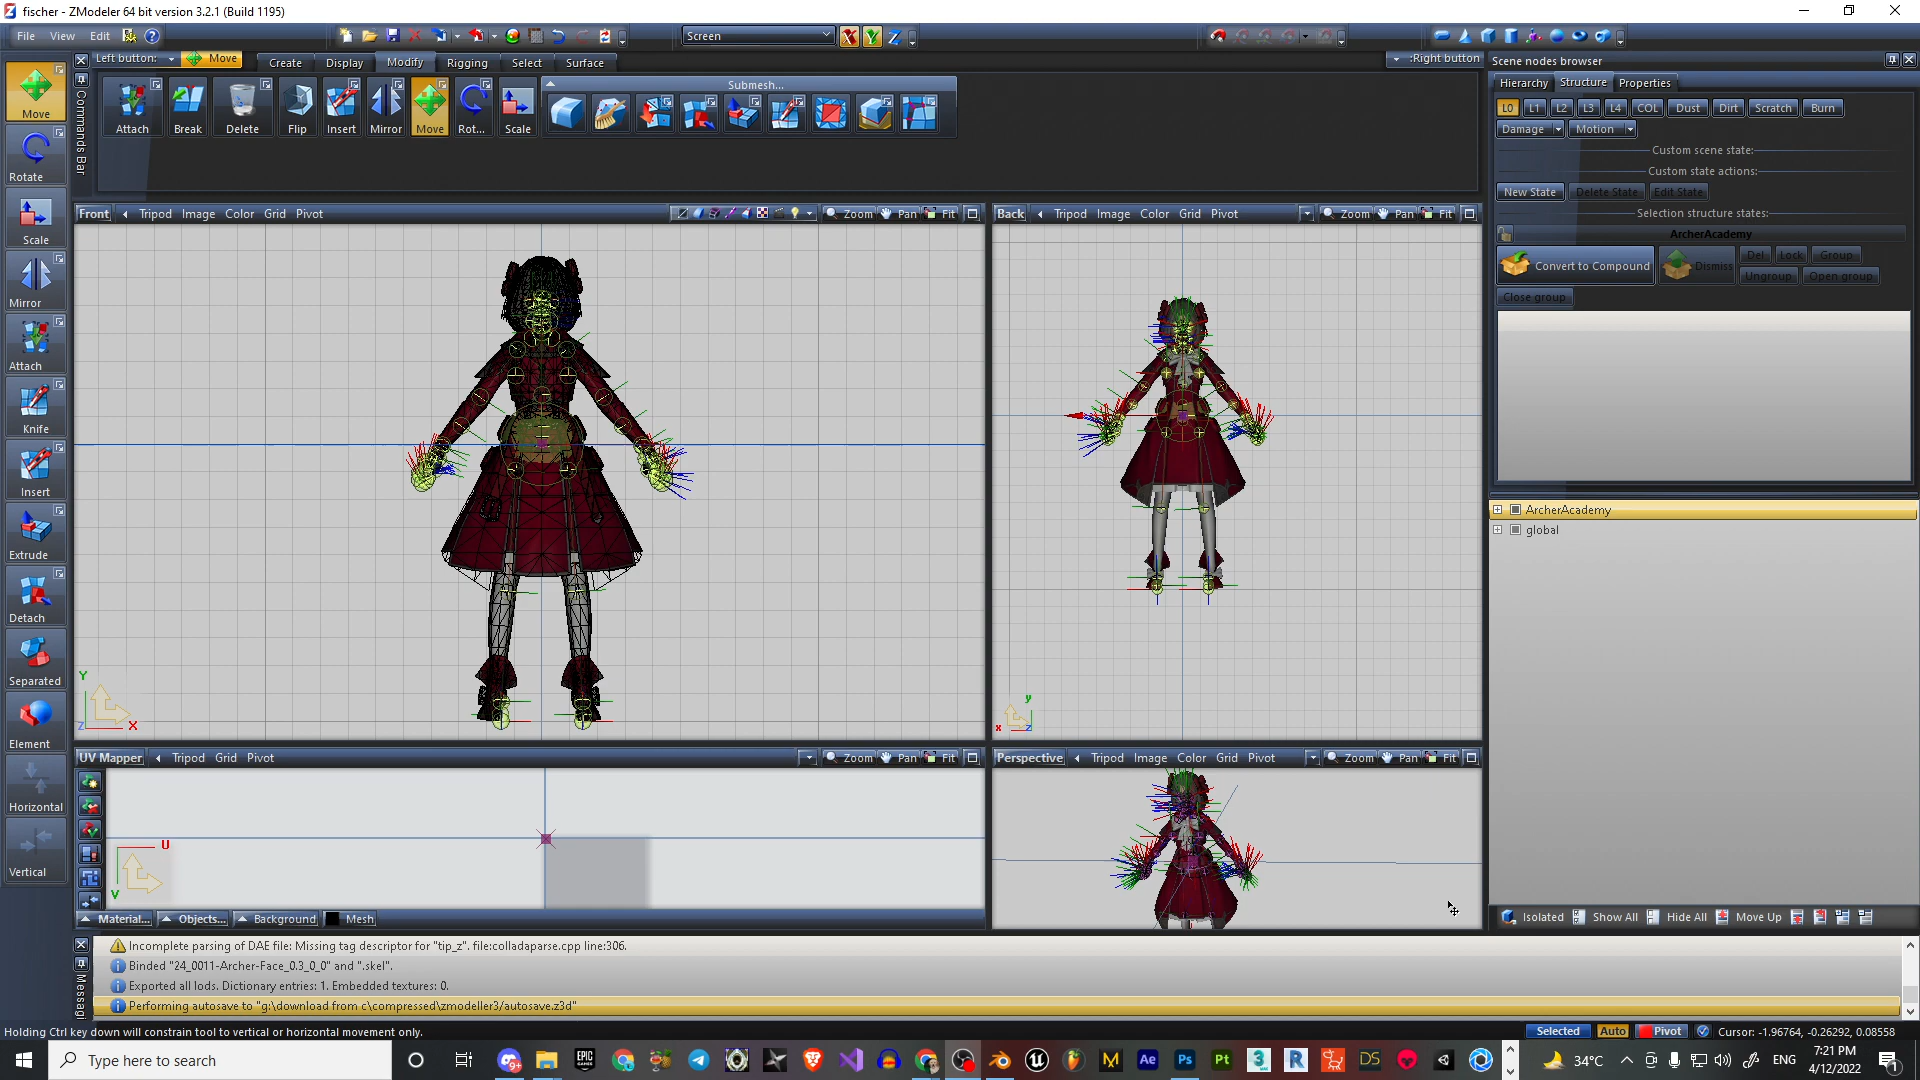 fischer - ZModeler 64 bit version 3.2.1 (Build 1195)
File View Edit
Screen
Left button: Move
Create Display Modify Rigging Select Surface
:Right button
Commands Bar
Attach Break Delete Flip Insert Mirror Move Rot... Scale
Submesh...
Move
Rotate
Scale
Mirror
Attach
Knife
Insert
Extrude
Detach
Separated
Element
Horizontal
Vertical
Front Tripod Image Color Grid Pivot Zoom Pan Fit
Back Tripod Image Color Grid Pivot Zoom Pan Fit
Y
Z X
y
x z
UV Mapper Tripod Grid Pivot Zoom Pan Fit
U
V
Perspective Tripod Image Color Grid Pivot Zoom Pan Fit
Material... Objects... Background Mesh
Scene nodes browser
Hierarchy Structure Properties
L0 L1 L2 L3 L4 COL Dust Dirt Scratch Burn
Damage Motion
Custom scene state:
Custom state actions:
New State Delete State Edit State
Selection structure states:
ArcherAcademy
Convert to Compound Dismiss Del Lock Group
Ungroup Open group
Close group
ArcherAcademy
global
Isolated Show All Hide All Move Up
Messagi
Incomplete parsing of DAE file: Missing tag descriptor for "tip_z". file:colladaparse.cpp line:306.
Binded "24_0011-Archer-Face_0.3_0_0" and ".skel".
Exported all lods. Dictionary entries: 1. Embedded textures: 0.
Performing autosave to "g:\download from c\compressed\zmodeller3/autosave.z3d"
Holding Ctrl key down will constrain tool to vertical or horizontal movement only.
Selected Auto Pivot Cursor: -1.96764, -0.26292, 0.08558
Type here to search
34°C ENG 7:21 PM
4/12/2022